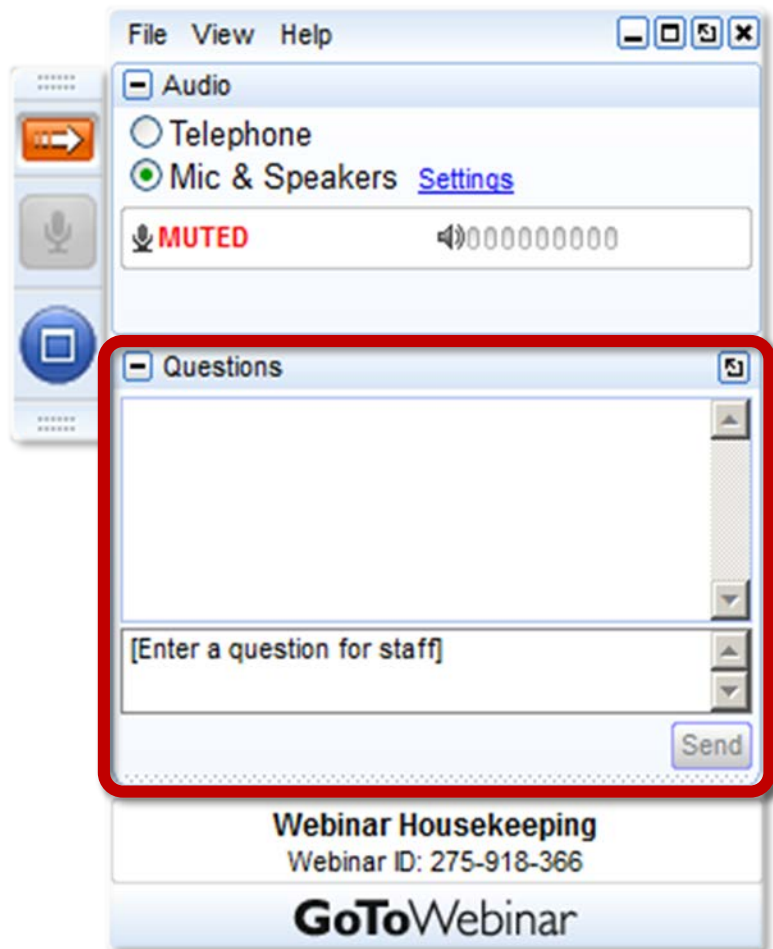 File View Help
Audio
Telephone
Mic & Speakers Settings
MUTED
Questions
[Enter a question for staff]
Send
Webinar Housekeeping
Webinar ID: 275-918-366
GoToWebinar